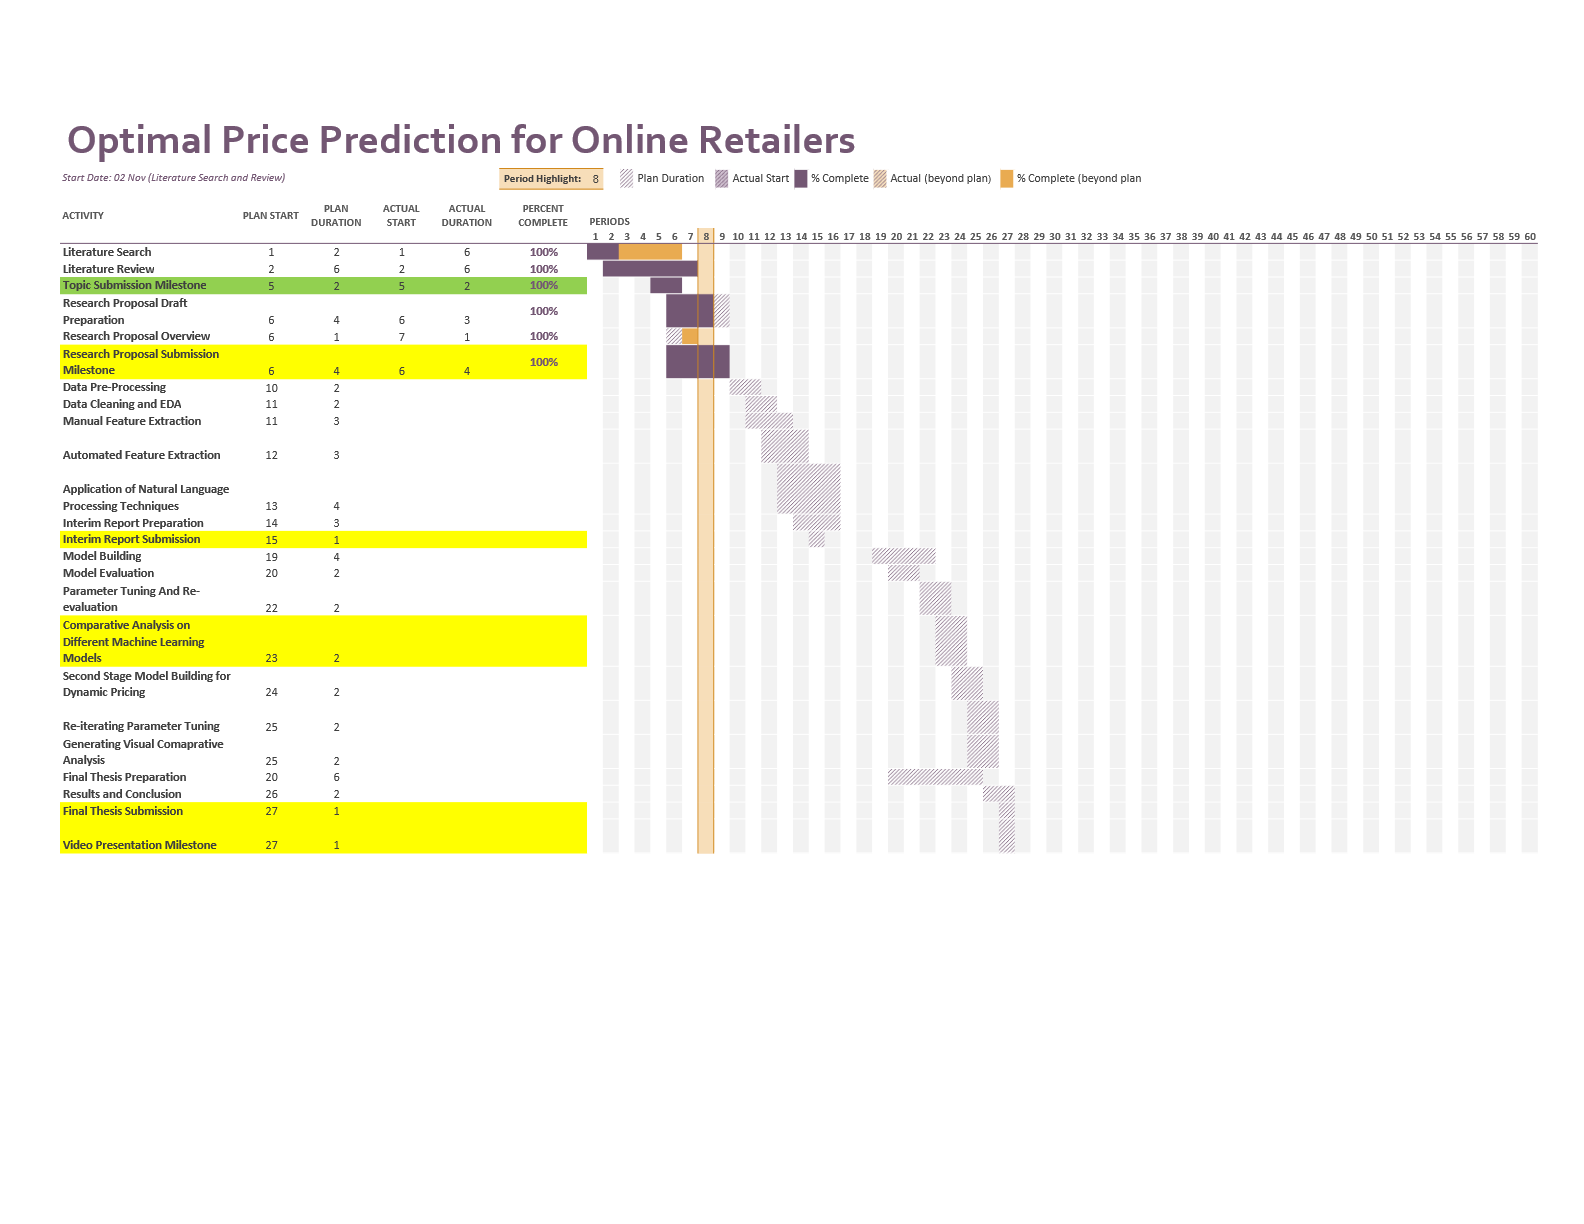 Optimal Price Prediction for Online Retailers
Start Date: 02 Nov (Literature Search and Review)
Period Highlight: 8
Plan Duration
Actual Start
% Complete
Actual (beyond plan)
% Complete (beyond plan
ACTIVITY PLAN START PLAN DURATION ACTUAL START ACTUAL DURATION PERCENT COMPLETE PERIODS
1 2 3 4 5 6 7 8 9 10 11 12 13 14 15 16 17 18 19 20 21 22 23 24 25 26 27 28 29 30 31 32 33 34 35 36 37 38 39 40 41 42 43 44 45 46 47 48 49 50 51 52 53 54 55 56 57 58 59 60
Literature Search 1 2 1 6 100%
Literature Review 2 6 2 6 100%
Topic Submission Milestone 5 2 5 2 100%
Research Proposal Draft
Preparation 6 4 6 3 100%
Research Proposal Overview 6 1 7 1 100%
Research Proposal Submission
Milestone 6 4 6 4 100%
Data Pre-Processing 10 2
Data Cleaning and EDA 11 2
Manual Feature Extraction 11 3
Automated Feature Extraction 12 3
Application of Natural Language
Processing Techniques 13 4
Interim Report Preparation 14 3
Interim Report Submission 15 1
Model Building 19 4
Model Evaluation 20 2
Parameter Tuning And Re-
evaluation 22 2
Comparative Analysis on
Different Machine Learning
Models 23 2
Second Stage Model Building for
Dynamic Pricing 24 2
Re-iterating Parameter Tuning 25 2
Generating Visual Comaprative
Analysis 25 2
Final Thesis Preparation 20 6
Results and Conclusion 26 2
Final Thesis Submission 27 1
Video Presentation Milestone 27 1